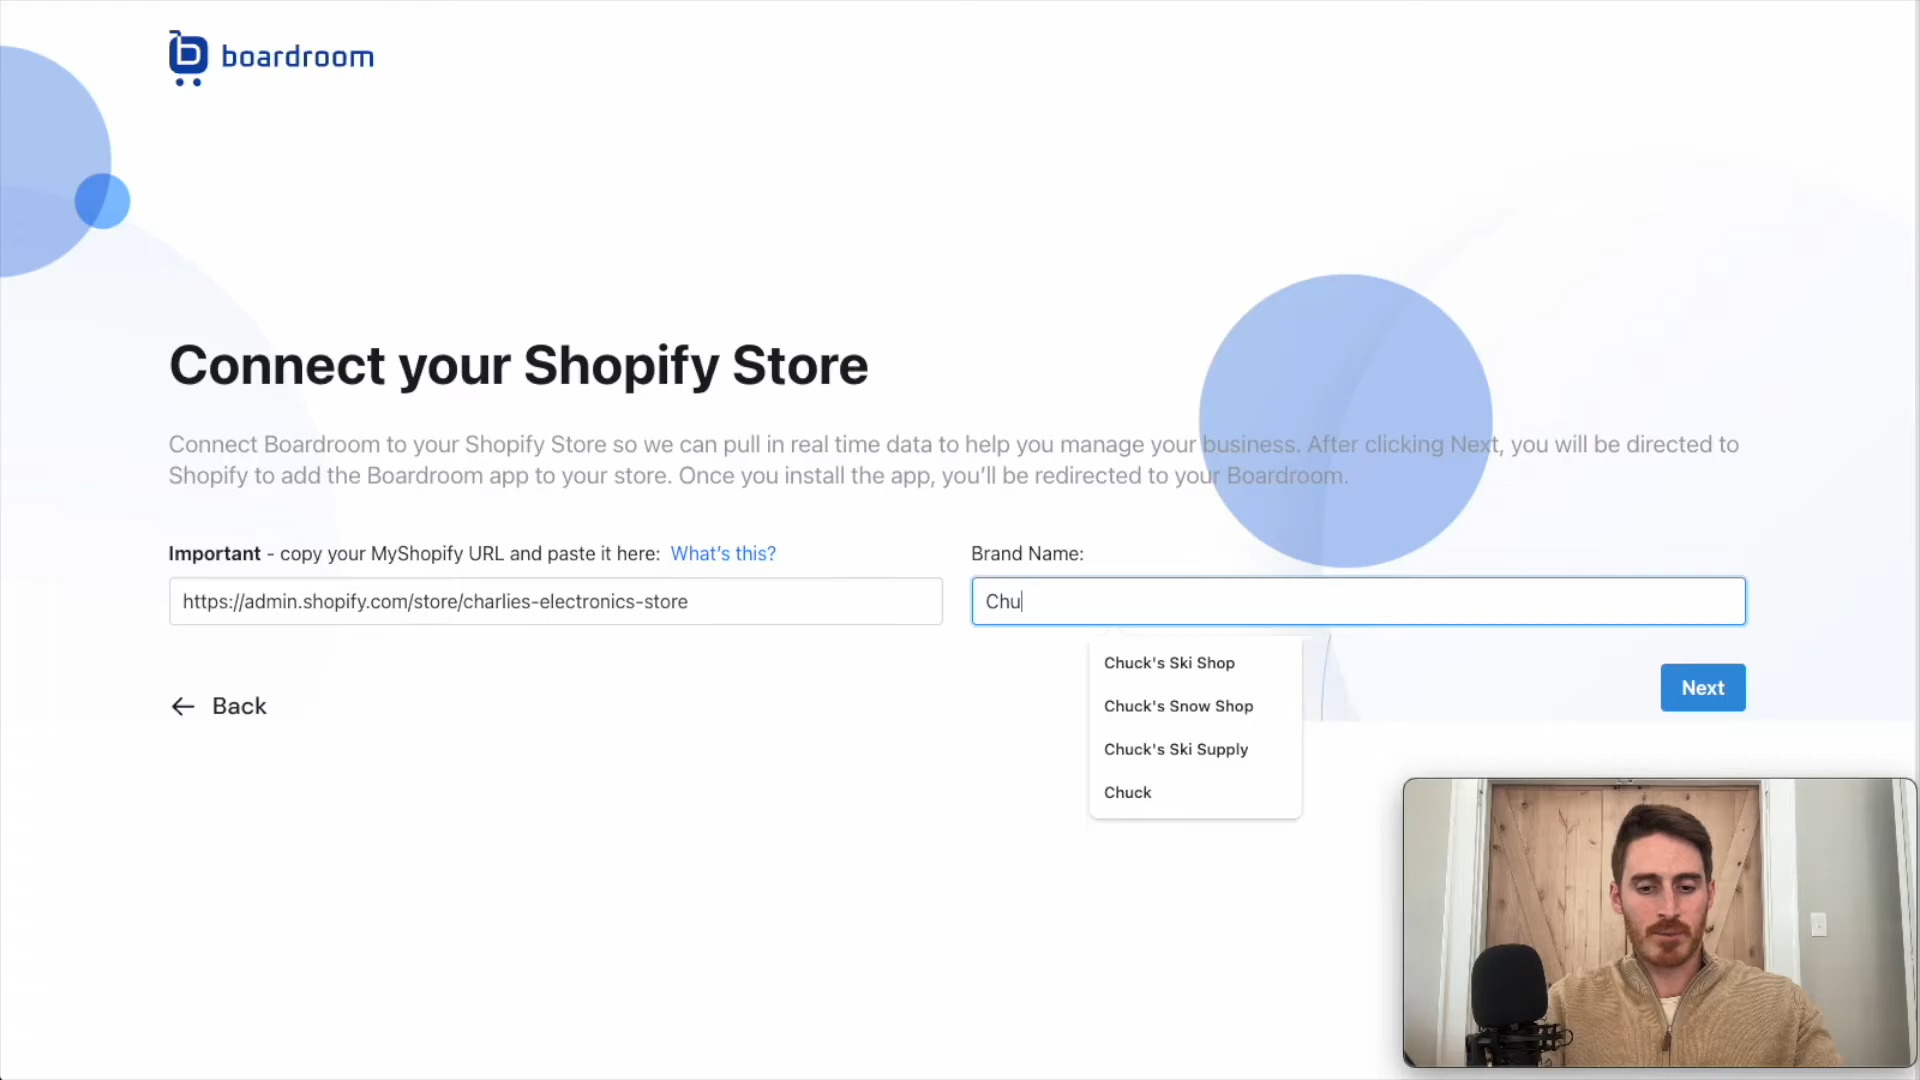 boardroom
Connect your Shopify Store
Connect Boardroom to your Shopify Store so we can pull in real time data to help you manage your business. After clicking Next, you will be directed to
Shopify to add the Boardroom app to your store. Once you install the app, you'll be redirected to your Boardroom.
Important - copy your MyShopify URL and paste it here: What's this?
Brand Name:
https://admin.shopify.com/store/charlies-electronics-store
Chu
Chuck's Ski Shop
Chuck's Snow Shop
Chuck's Ski Supply
Chuck
Back
Next